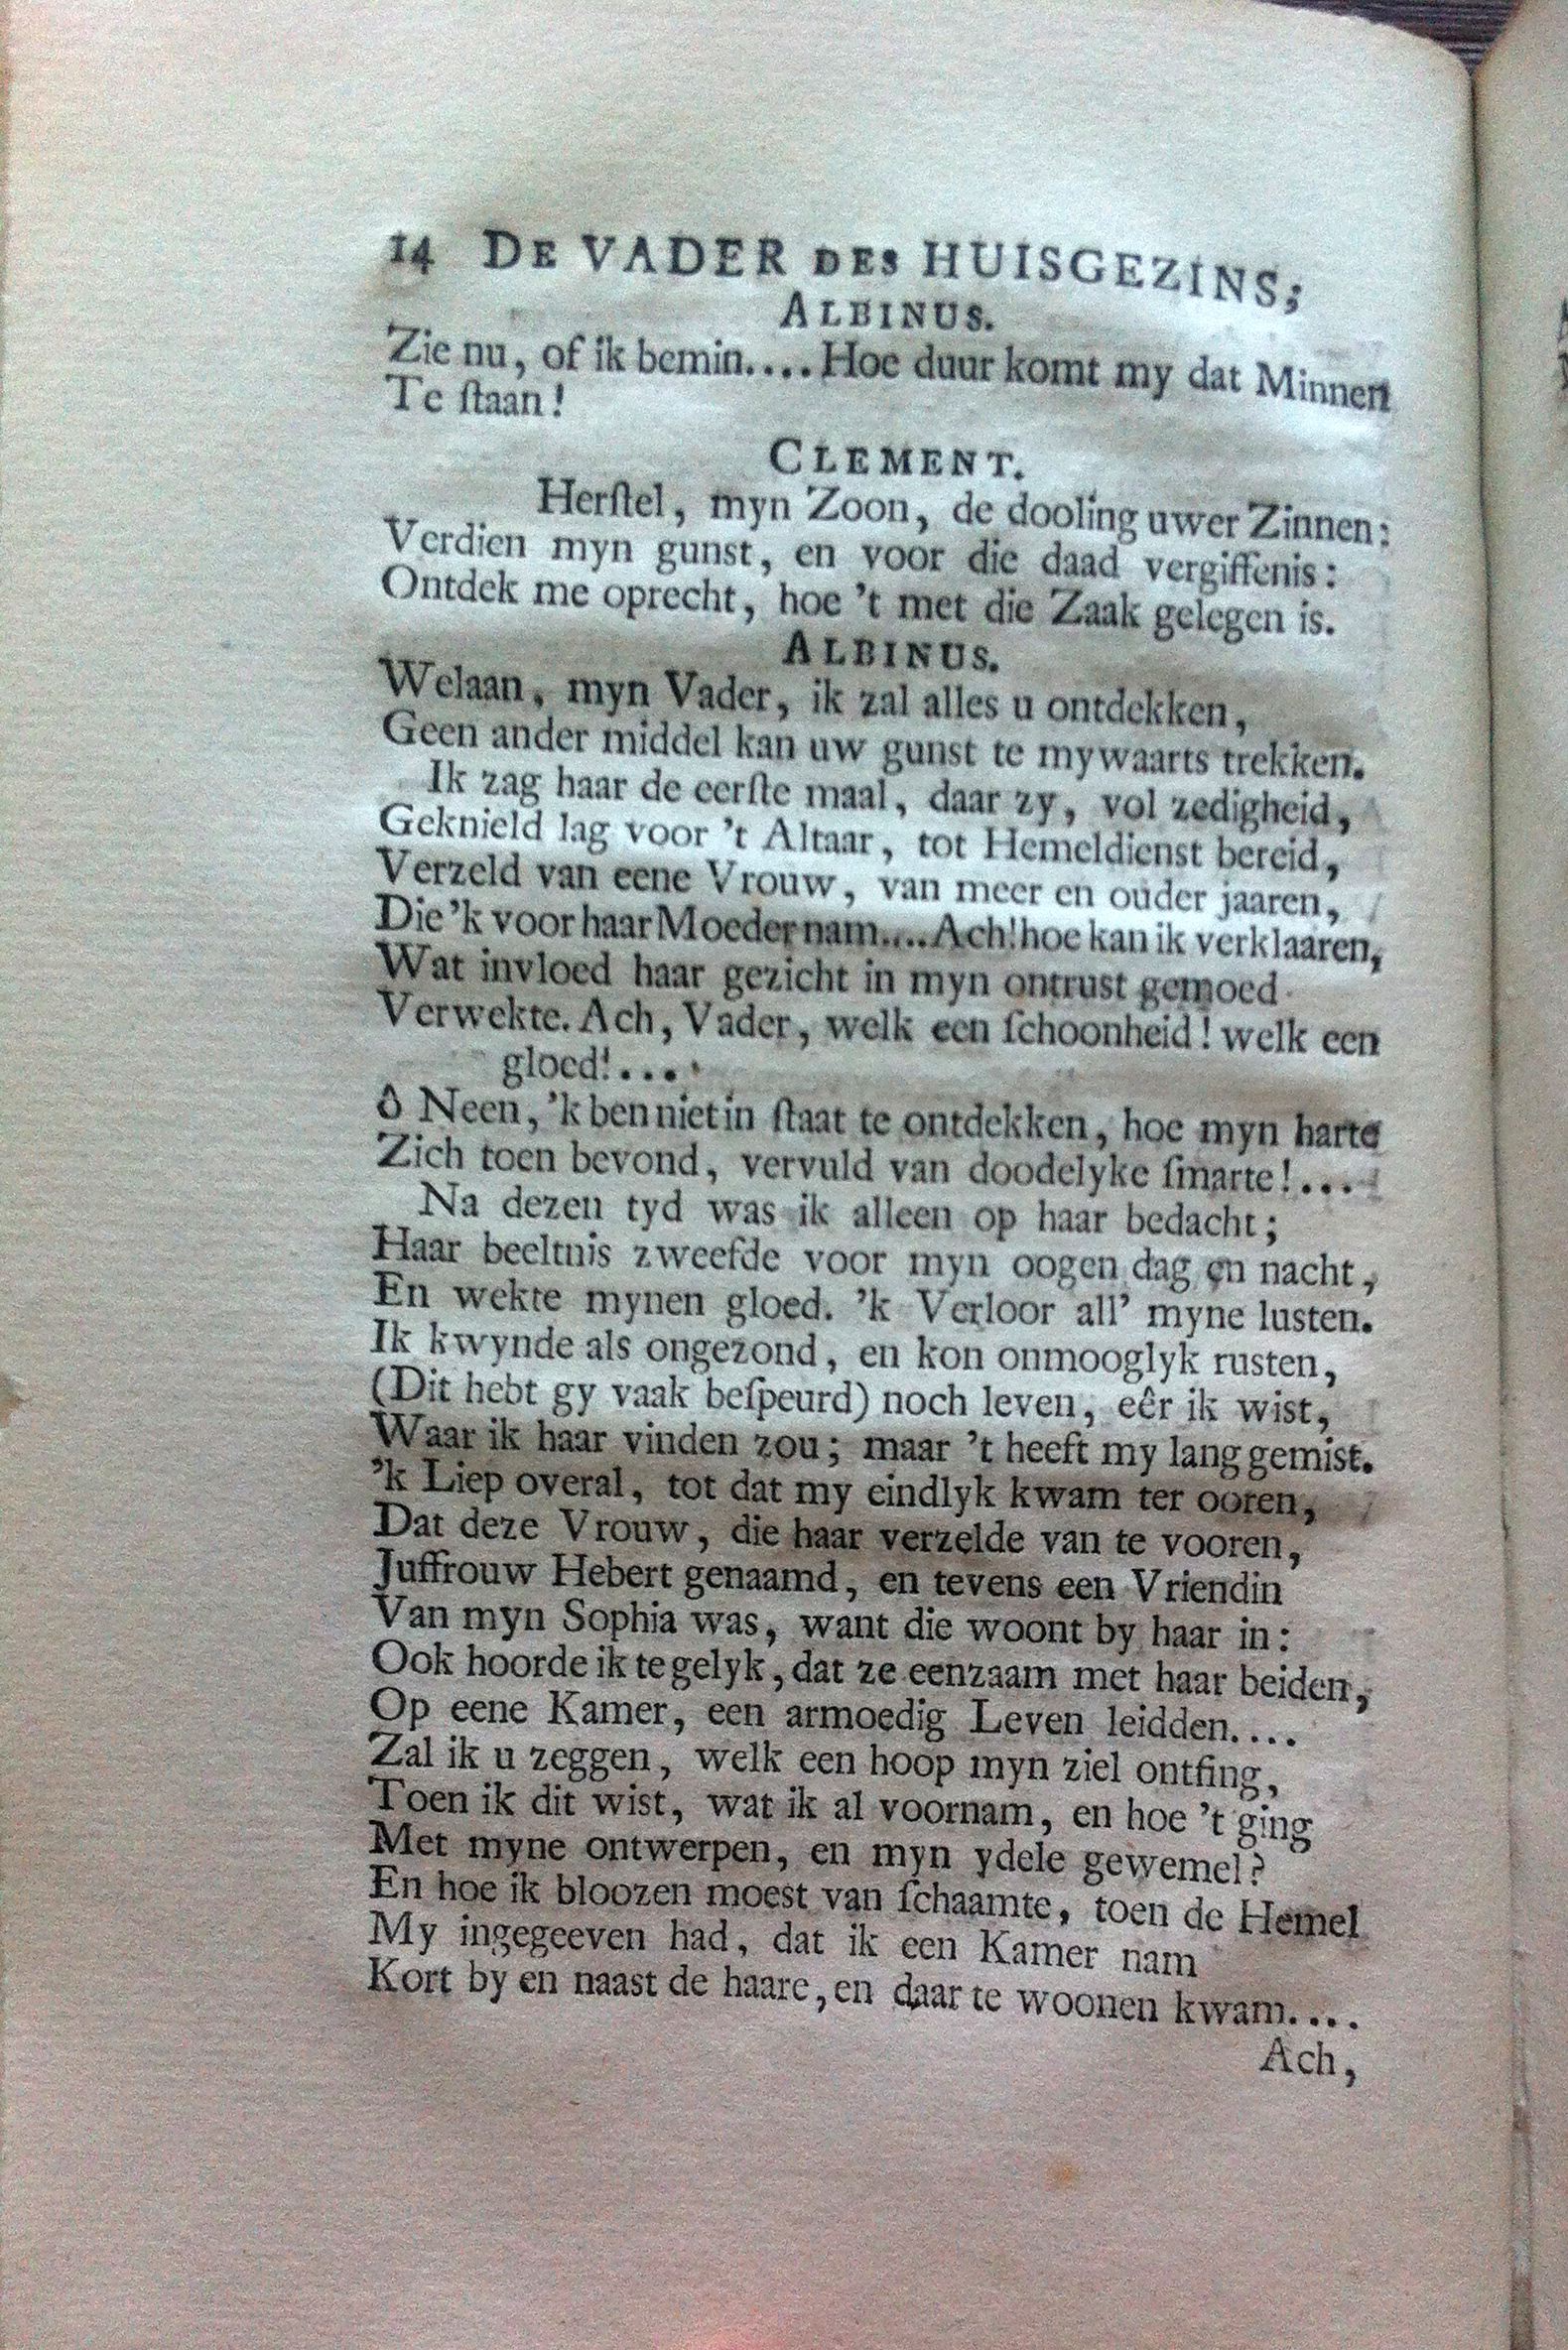 14 DE VADER DES HUISGEZINS;
ALBINUS.
Zie nu, of ik bemin.... Hoe duur komt my dat Minnen
Te ſtaan!
CLEMENT.
Herſtel, myn Zoon, de dooling uwer Zinnen:
Verdien myn gunst, en voor die daad vergiffenis:
Ontdek me oprecht, hoe 't met die Zaak gelegen is.
ALBINUS.
Welaan, myn Vader, ik zal alles u ontdekken,
Geen ander middel kan uw gunst te mywaarts trekken.
Ik zag haar de eerſte maal, daar zy, vol zedigheid,
Geknield lag voor 't Altaar, tot Hemeldienst bereid,
Verzeld van eene Vrouw, van meer en ouder jaaren,
Die 'k voor haar Moeder nam.... Ach! hoe kan ik verklaaren,
Wat invloed haar gezicht in myn ontrust gemoed
Verwekte. Ach, Vader, welk een ſchoonheid! welk een
gloed!....
ô Neen, 'k ben niet in ſtaat te ontdekken, hoe myn harte
Zich toen bevond, vervuld van doodelyke ſmarte!...
Na dezen tyd was ik alleen op haar bedacht;
Haar beeltnis zweefde voor myn oogen dag en nacht,
En wekte mynen gloed. 'k Verloor all' myne lusten.
Ik kwynde als ongezond, en kon onmooglyk rusten,
(Dit hebt gy vaak beſpeurd) noch leven, eêr ik wist,
Waar ik haar vinden zou; maar 't heeft my lang gemist.
'k Liep overal, tot dat my eindlyk kwam ter ooren,
Dat deze Vrouw, die haar verzelde van te vooren,
Juffrouw Hebert genaamd, en tevens een Vriendin
Van myn Sophia was, want die woont by haar in:
Ook hoorde ik te gelyk, dat ze eenzaam met haar beiden,
Op eene Kamer, een armoedig Leven leidden....
Zal ik u zeggen, welk een hoop myn ziel ontfing,
Toen ik dit wist, wat ik al voornam, en hoe 't ging
Met myne ontwerpen, en myn ydele gewemel?
En hoe ik bloozen moest van ſchaamte, toen de Hemel
My ingegeeven had, dat ik een Kamer nam
Kort by en naast de haare, en daar te woonen kwam....
Ach,